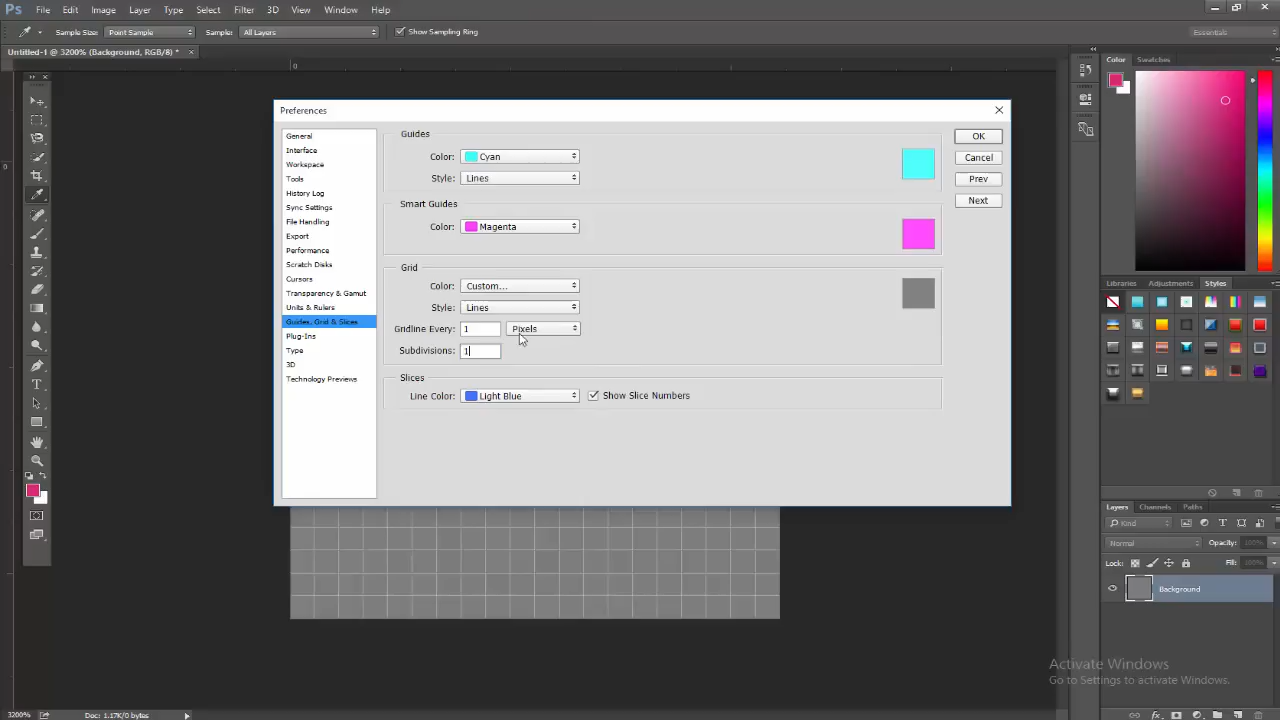 Ps File Edit Image Layer Type Select Filter 3D View Window Help
Sample Size: Point Sample Sample: All Layers Show Sampling Ring Essentials
Untitled-1 @ 3200% (Background, RGB/8) * ×
0
0
Preferences
General
Interface
Workspace
Tools
History Log
Sync Settings
File Handling
Export
Performance
Scratch Disks
Cursors
Transparency & Gamut
Units & Rulers
Guides, Grid & Slices
Plug-Ins
Type
3D
Technology Previews
Guides
Color: Cyan
Style: Lines
Smart Guides
Color: Magenta
Grid
Color: Custom...
Style: Lines
Gridline Every: 1 Pixels
Subdivisions: 1
Slices
Line Color: Light Blue Show Slice Numbers
OK
Cancel
Prev
Next
Color Swatches
Libraries Adjustments Styles
Layers Channels Paths
Kind
Normal Opacity: 100%
Lock: Fill: 100%
Background
Activate Windows
Go to Settings to activate Windows.
3200% Doc: 1.17K/0 bytes